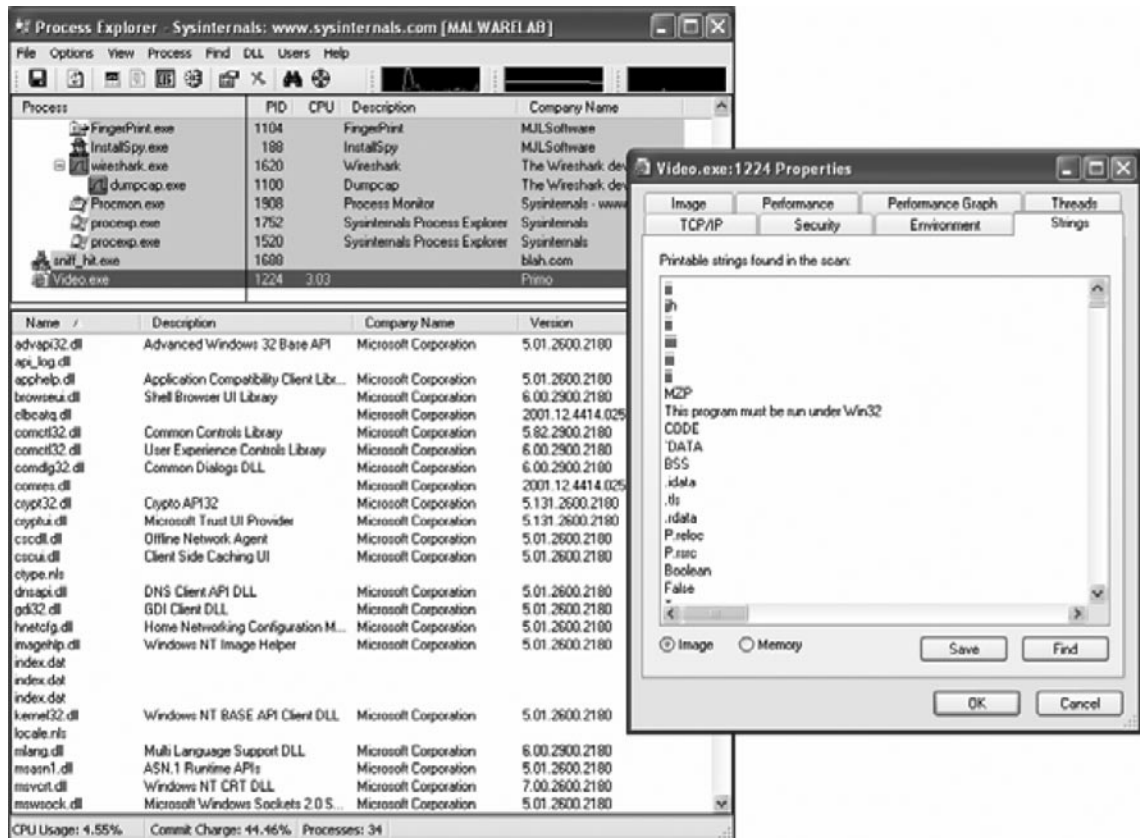 Process Explorer - Sysinternals: www.sysinternals.com [MALWARELAB]
File Options View Process Find DLL Users Help
Process PID CPU Description Company Name
FingerPrint.exe 1104 FingerPrint MJLSoftware
InstallSpy.exe 188 InstallSpy MJLSoftware
wireshark.exe 1620 Wireshark The Wireshark dev
dumpcap.exe 1100 Dumpcap The Wireshark dev
Procmon.exe 1908 Process Monitor Sysinternals - www
procexp.exe 1752 Sysinternals Process Explorer Sysinternals
procexp.exe 1520 Sysinternals Process Explorer Sysinternals
sniff_hit.exe 1688 blah.com
Video.exe 1224 3.03 Primo
Name / Description Company Name Version
advapi32.dll Advanced Windows 32 Base API Microsoft Corporation 5.01.2600.2180
api_log.dll
apphelp.dll Application Compatibility Client Libr... Microsoft Corporation 5.01.2600.2180
browseui.dll Shell Browser UI Library Microsoft Corporation 6.00.2900.2180
clbcatq.dll Microsoft Corporation 2001.12.4414.025
comctl32.dll Common Controls Library Microsoft Corporation 5.82.2900.2180
comctl32.dll User Experience Controls Library Microsoft Corporation 6.00.2900.2180
comdlg32.dll Common Dialogs DLL Microsoft Corporation 6.00.2900.2180
comres.dll Microsoft Corporation 2001.12.4414.025
crypt32.dll Crypto API32 Microsoft Corporation 5.131.2600.2180
cryptui.dll Microsoft Trust UI Provider Microsoft Corporation 5.131.2600.2180
cscdll.dll Offline Network Agent Microsoft Corporation 5.01.2600.2180
cscui.dll Client Side Caching UI Microsoft Corporation 5.01.2600.2180
ctype.nls
dnsapi.dll DNS Client API DLL Microsoft Corporation 5.01.2600.2180
gdi32.dll GDI Client DLL Microsoft Corporation 5.01.2600.2180
hnetcfg.dll Home Networking Configuration M... Microsoft Corporation 5.01.2600.2180
imagehlp.dll Windows NT Image Helper Microsoft Corporation 5.01.2600.2180
index.dat
index.dat
index.dat
kernel32.dll Windows NT BASE API Client DLL Microsoft Corporation 5.01.2600.2180
locale.nls
mlang.dll Multi Language Support DLL Microsoft Corporation 6.00.2900.2180
msasn1.dll ASN.1 Runtime APIs Microsoft Corporation 5.01.2600.2180
msvcrt.dll Windows NT CRT DLL Microsoft Corporation 7.00.2600.2180
mswsock.dll Microsoft Windows Sockets 2.0 S... Microsoft Corporation 5.01.2600.2180
CPU Usage: 4.55% Commit Charge: 44.46% Processes: 34
Video.exe:1224 Properties
Image Performance Performance Graph Threads
TCP/IP Security Environment Strings
Printable strings found in the scan:
MZP
This program must be run under Win32
CODE
`DATA
BSS
.idata
.tls
.rdata
P.reloc
P.rsrc
Boolean
False
Image Memory Save Find
OK Cancel